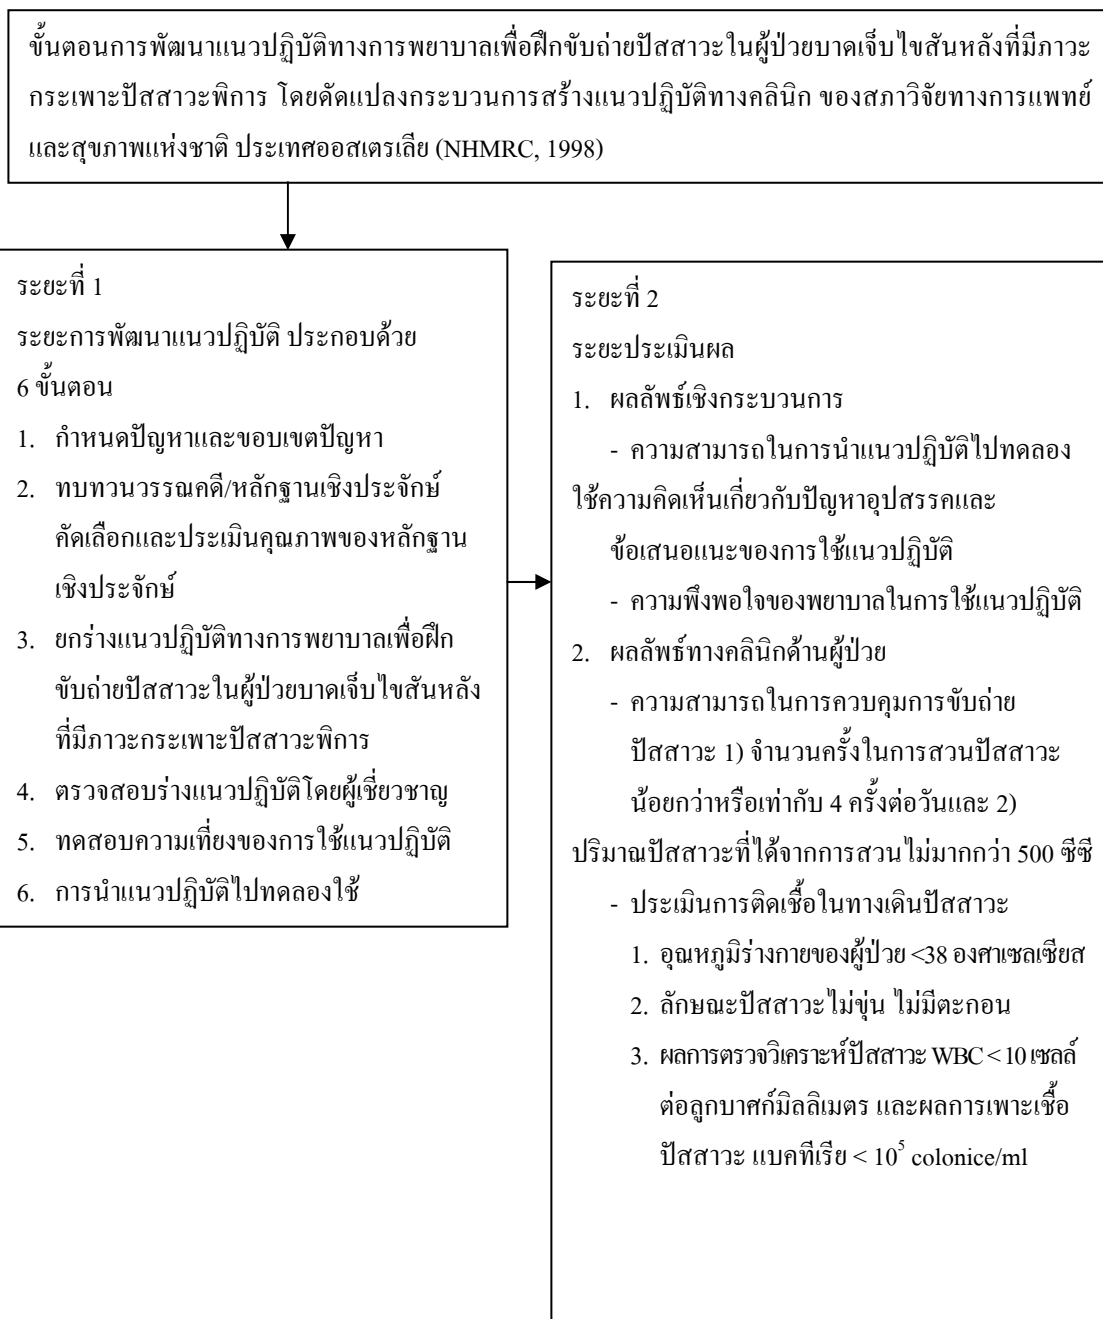 ขั้นตอนการพัฒนาแนวปฏิบัติทางการพยาบาลเพื่อฝึกขับถ่ายปัสสาวะในผู้ป่วยบาดเจ็บไขสันหลังที่มีภาวะ
กระเพาะปัสสาวะพิการ โดยดัดแปลงกระบวนการสร้างแนวปฏิบัติทางคลินิก ของสภาวิจัยทางการแพทย์
และสุขภาพแห่งชาติ ประเทศออสเตรเลีย (NHMRC, 1998)
ระยะที่ 1
ระยะการพัฒนาแนวปฏิบัติ ประกอบด้วย
6 ขั้นตอน
1. กำหนดปัญหาและขอบเขตปัญหา
2. ทบทวนวรรณคดี/หลักฐานเชิงประจักษ์
คัดเลือกและประเมินคุณภาพของหลักฐาน
เชิงประจักษ์
3. ยกร่างแนวปฏิบัติทางการพยาบาลเพื่อฝึก
ขับถ่ายปัสสาวะในผู้ป่วยบาดเจ็บไขสันหลัง
ที่มีภาวะกระเพาะปัสสาวะพิการ
4. ตรวจสอบร่างแนวปฏิบัติโดยผู้เชี่ยวชาญ
5. ทดสอบความเที่ยงของการใช้แนวปฏิบัติ
6. การนำแนวปฏิบัติไปทดลองใช้
ระยะที่ 2
ระยะประเมินผล
1. ผลลัพธ์เชิงกระบวนการ
- ความสามารถในการนำแนวปฏิบัติไปทดลอง
ใช้ความคิดเห็นเกี่ยวกับปัญหาอุปสรรคและ
ข้อเสนอแนะของการใช้แนวปฏิบัติ
- ความพึงพอใจของพยาบาลในการใช้แนวปฏิบัติ
2. ผลลัพธ์ทางคลินิกด้านผู้ป่วย
- ความสามารถในการควบคุมการขับถ่าย
ปัสสาวะ 1) จำนวนครั้งในการสวนปัสสาวะ
น้อยกว่าหรือเท่ากับ 4 ครั้งต่อวันและ 2)
ปริมาณปัสสาวะที่ได้จากการสวนไม่มากกว่า 500 ซีซี
- ประเมินการติดเชื้อในทางเดินปัสสาวะ
1. อุณหภูมิร่างกายของผู้ป่วย <38 องศาเซลเซียส
2. ลักษณะปัสสาวะไม่ขุ่น ไม่มีตะกอน
3. ผลการตรวจวิเคราะห์ปัสสาวะ WBC < 10 เซลล์
ต่อลูกบาศก์มิลลิเมตร และผลการเพาะเชื้อ
ปัสสาวะ แบคทีเรีย < 10⁵ colonice/ml